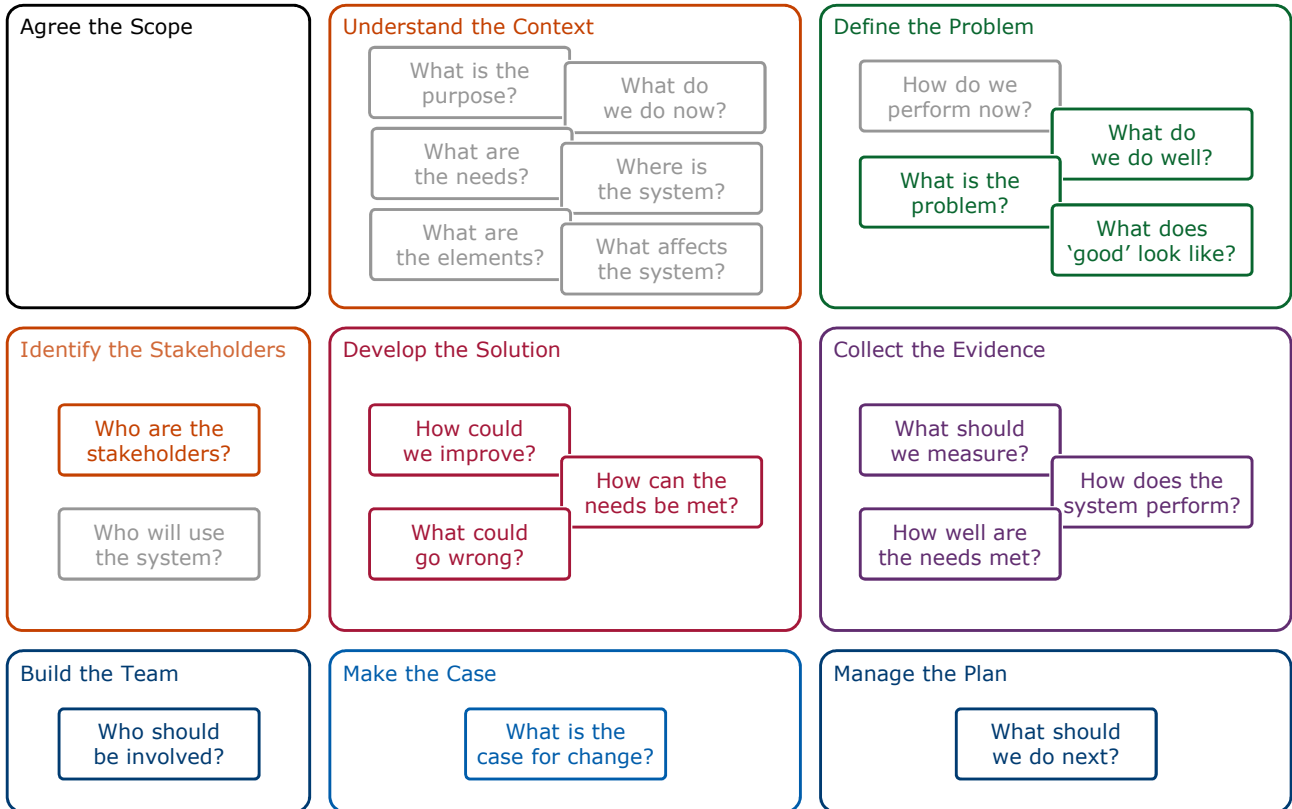 Agree the Scope
Understand the Context
What is the
purpose?
What do
we do now?
What are
the needs?
Where is
the system?
What are
the elements?
What affects
the system?
Define the Problem
How do we
perform now?
What do
we do well?
What is the
problem?
What does
‘good’ look like?
Identify the Stakeholders
Who are the
stakeholders?
Who will use
the system?
Develop the Solution
How could
we improve?
How can the
needs be met?
What could
go wrong?
Collect the Evidence
What should
we measure?
How does the
system perform?
How well are
the needs met?
Build the Team
Who should
be involved?
Make the Case
What is the
case for change?
Manage the Plan
What should
we do next?